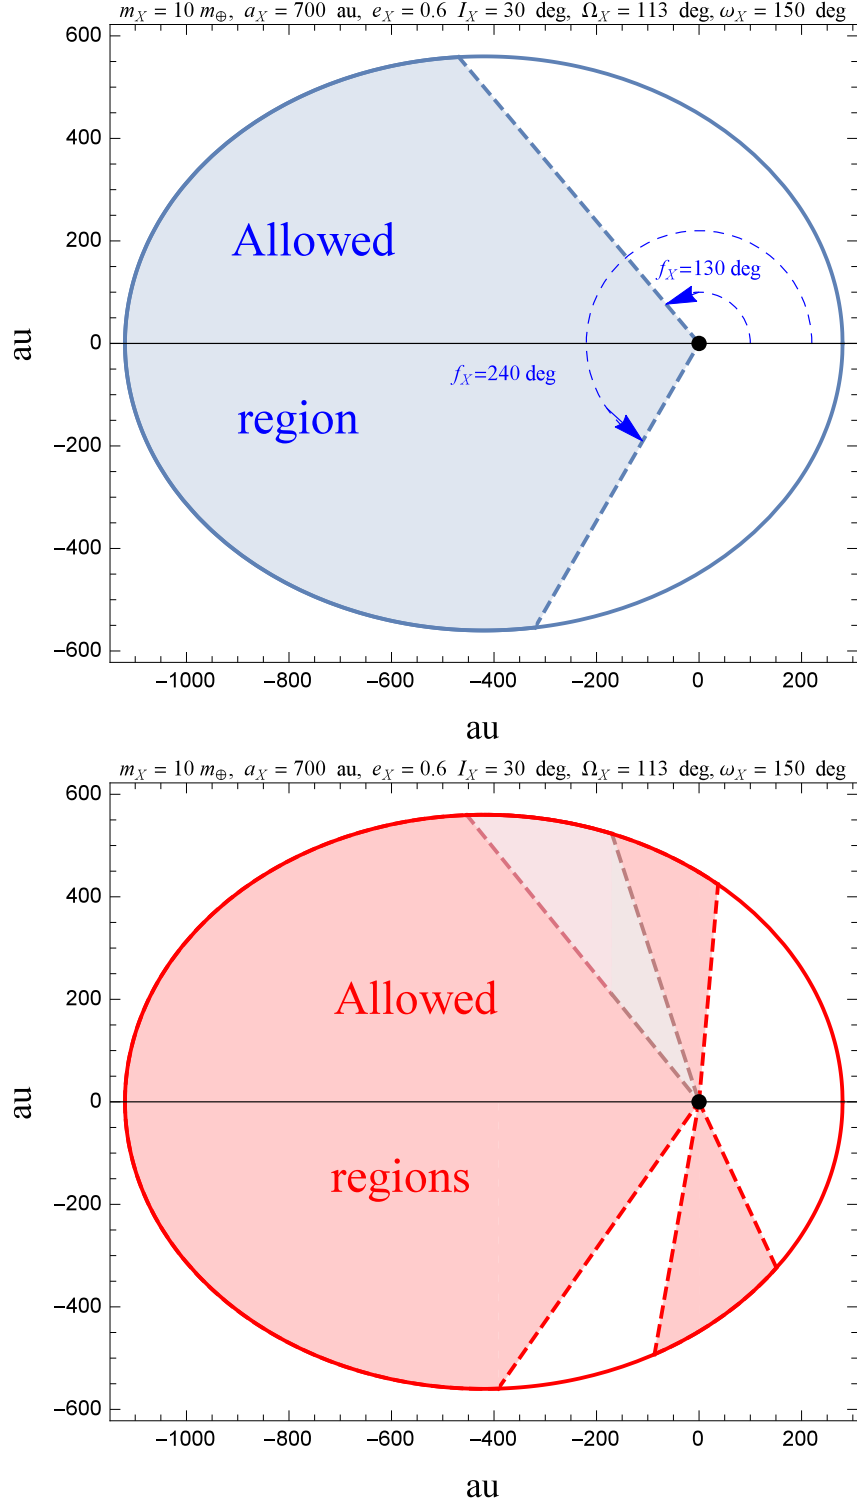 m_X = 10 m_⊕, a_X = 700 au, e_X = 0.6 I_X = 30 deg, Ω_X = 113 deg, ω_X = 150 deg
600
400
Allowed
200
f_X=130 deg
0
au
f_X=240 deg
region
−200
−400
−600
−1000 −800 −600 −400 −200 0 200
au
m_X = 10 m_⊕, a_X = 700 au, e_X = 0.6 I_X = 30 deg, Ω_X = 113 deg, ω_X = 150 deg
600
400
Allowed
200
0
au
regions
−200
−400
−600
−1000 −800 −600 −400 −200 0 200
au